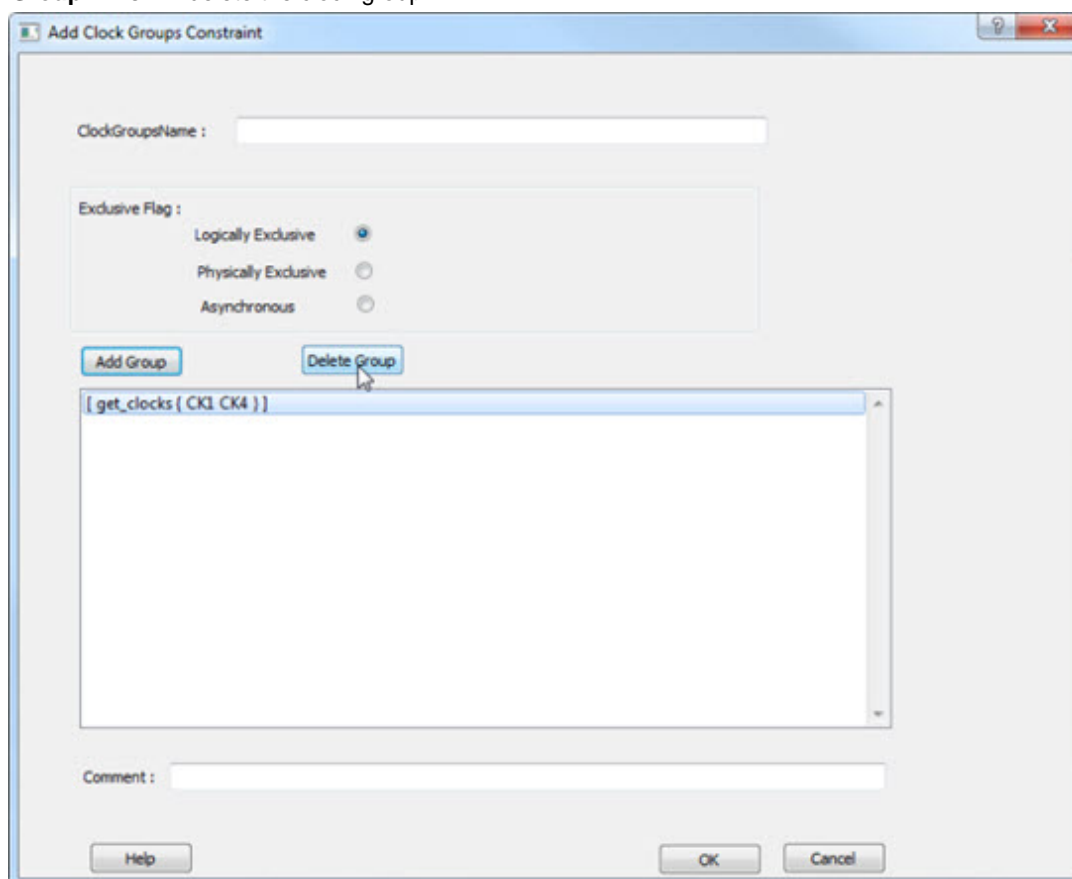 Add Clock Groups Constraint
ClockGroupsName :
Exclusive Flag :
Logically Exclusive
Physically Exclusive
Asynchronous
Add Group Delete Group
[ get_clocks { CK1 CK4 } ]
Comment :
Help OK Cancel